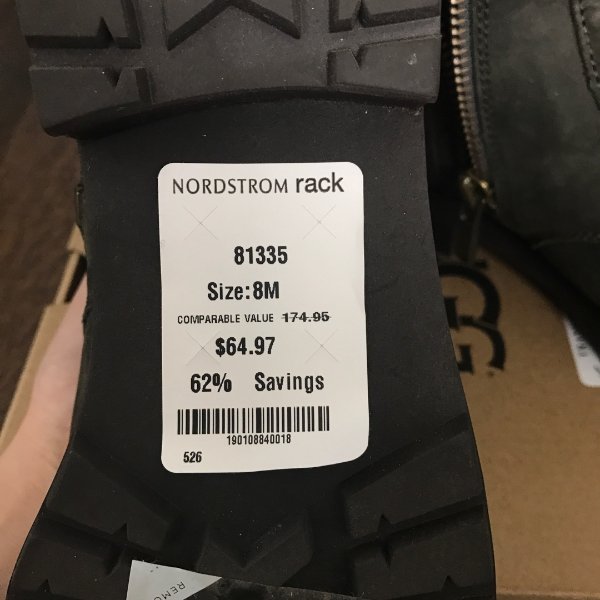 NORDSTROM rack
81335
Size:8M
COMPARABLE VALUE 174.95
$64.97
62% Savings
190108840018
526